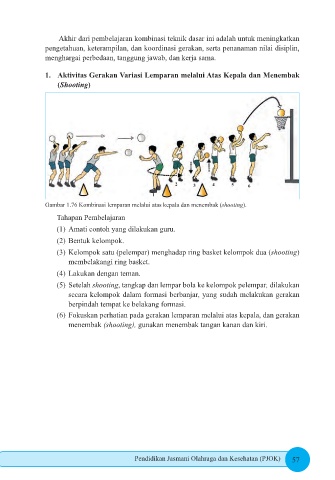 Akhir dari pembelajaran kombinasi teknik dasar ini adalah untuk meningkatkan
pengetahuan, keterampilan, dan koordinasi gerakan, serta penanaman nilai disiplin,
menghargai perbedaan, tanggung jawab, dan kerja sama.
1. Aktivitas Gerakan Variasi Lemparan melalui Atas Kepala dan Menembak
(Shooting)
2 3 4 5 6
Gambar 1.76 Kombinasi lemparan melalui atas kepala dan menembak (shooting).
Tahapan Pembelajaran
(1) Amati contoh yang dilakukan guru.
(2) Bentuk kelompok.
(3) Kelompok satu (pelempar) menghadap ring basket kelompok dua (shooting)
membelakangi ring basket.
(4) Lakukan dengan teman.
(5) Setelah shooting, tangkap dan lempar bola ke kelompok pelempar, dilakukan
secara kelompok dalam formasi berbanjar, yang sudah melakukan gerakan
berpindah tempat ke belakang formasi.
(6) Fokuskan perhatian pada gerakan lemparan melalui atas kepala, dan gerakan
menembak (shooting), gunakan menembak tangan kanan dan kiri.
Pendidikan Jasmani Olahraga dan Kesehatan (PJOK) 57